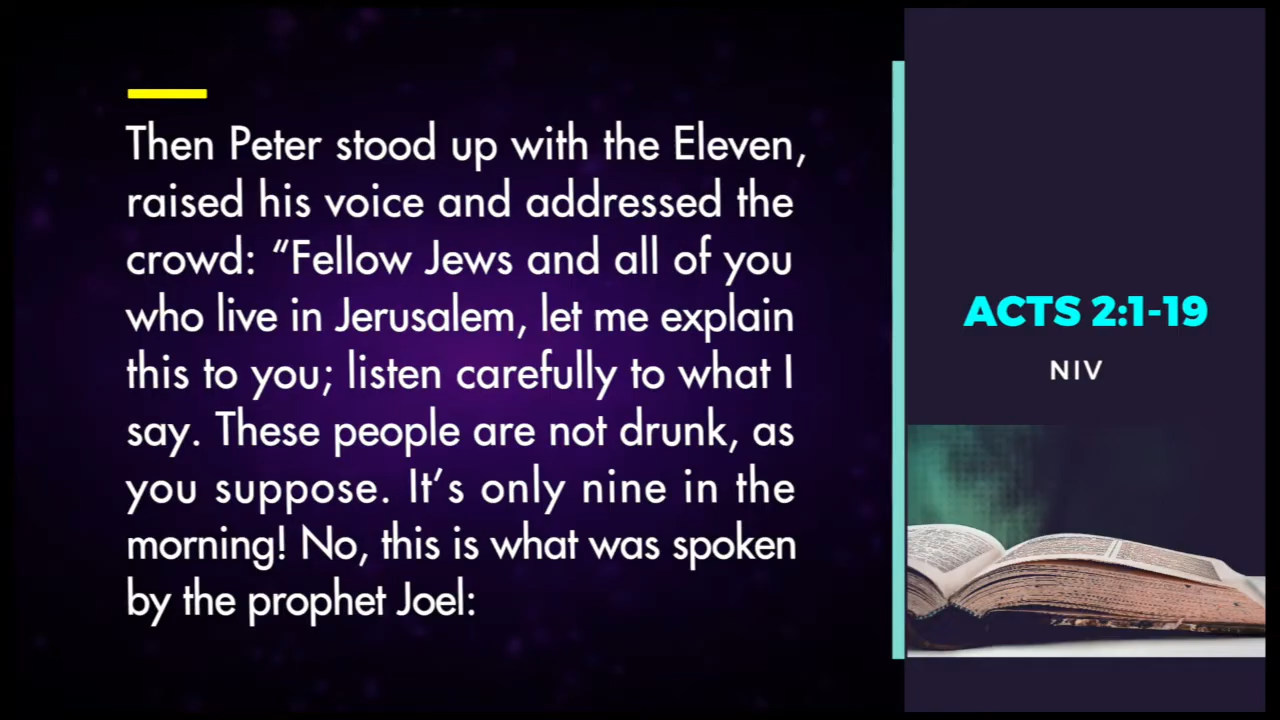 Then Peter stood up with the Eleven,
raised his voice and addressed the
crowd: “Fellow Jews and all of you
who live in Jerusalem, let me explain
this to you; listen carefully to what I
say. These people are not drunk, as
you suppose. It’s only nine in the
morning! No, this is what was spoken
by the prophet Joel:
ACTS 2:1-19
NIV